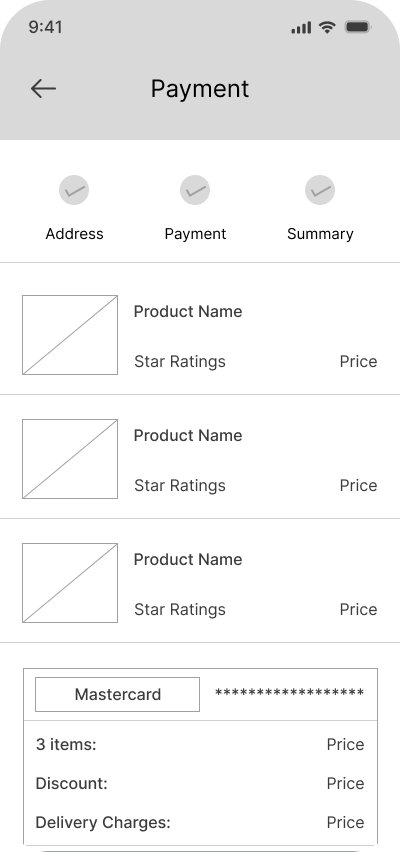 9:41
Payment
Address Payment Summary
Product Name
Star Ratings Price
Product Name
Star Ratings Price
Product Name
Star Ratings Price
Mastercard ******************
3 items: Price
Discount: Price
Delivery Charges: Price